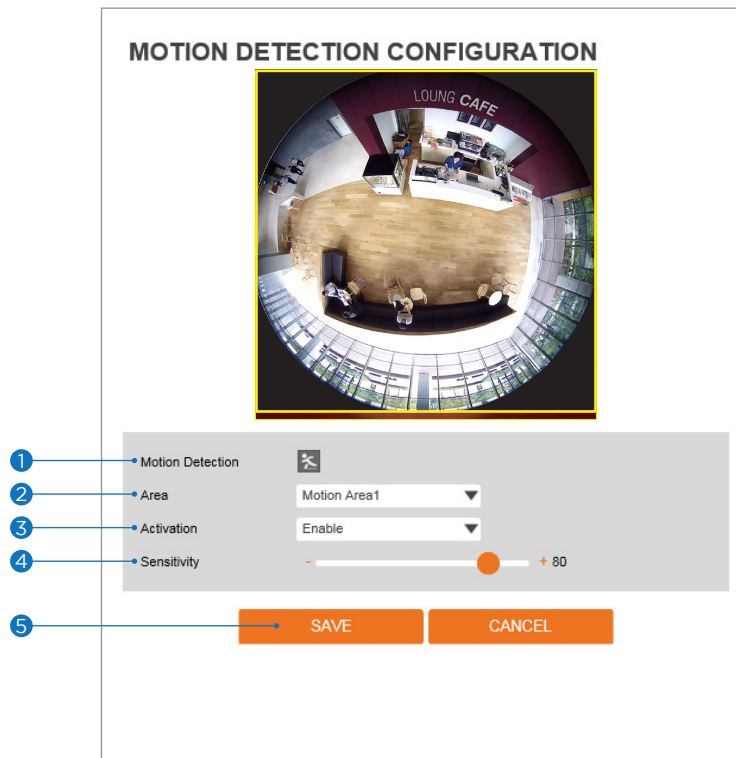 MOTION DETECTION CONFIGURATION
LOUNG CAFE
1 Motion Detection
2 Area Motion Area1
3 Activation Enable
4 Sensitivity - + 80
5 SAVE CANCEL